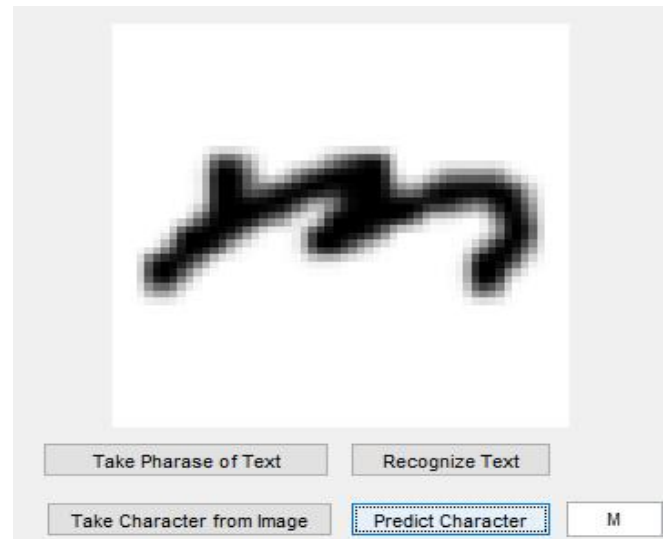 m
Take Pharase of Text Recognize Text
Take Character from Image Predict Character M